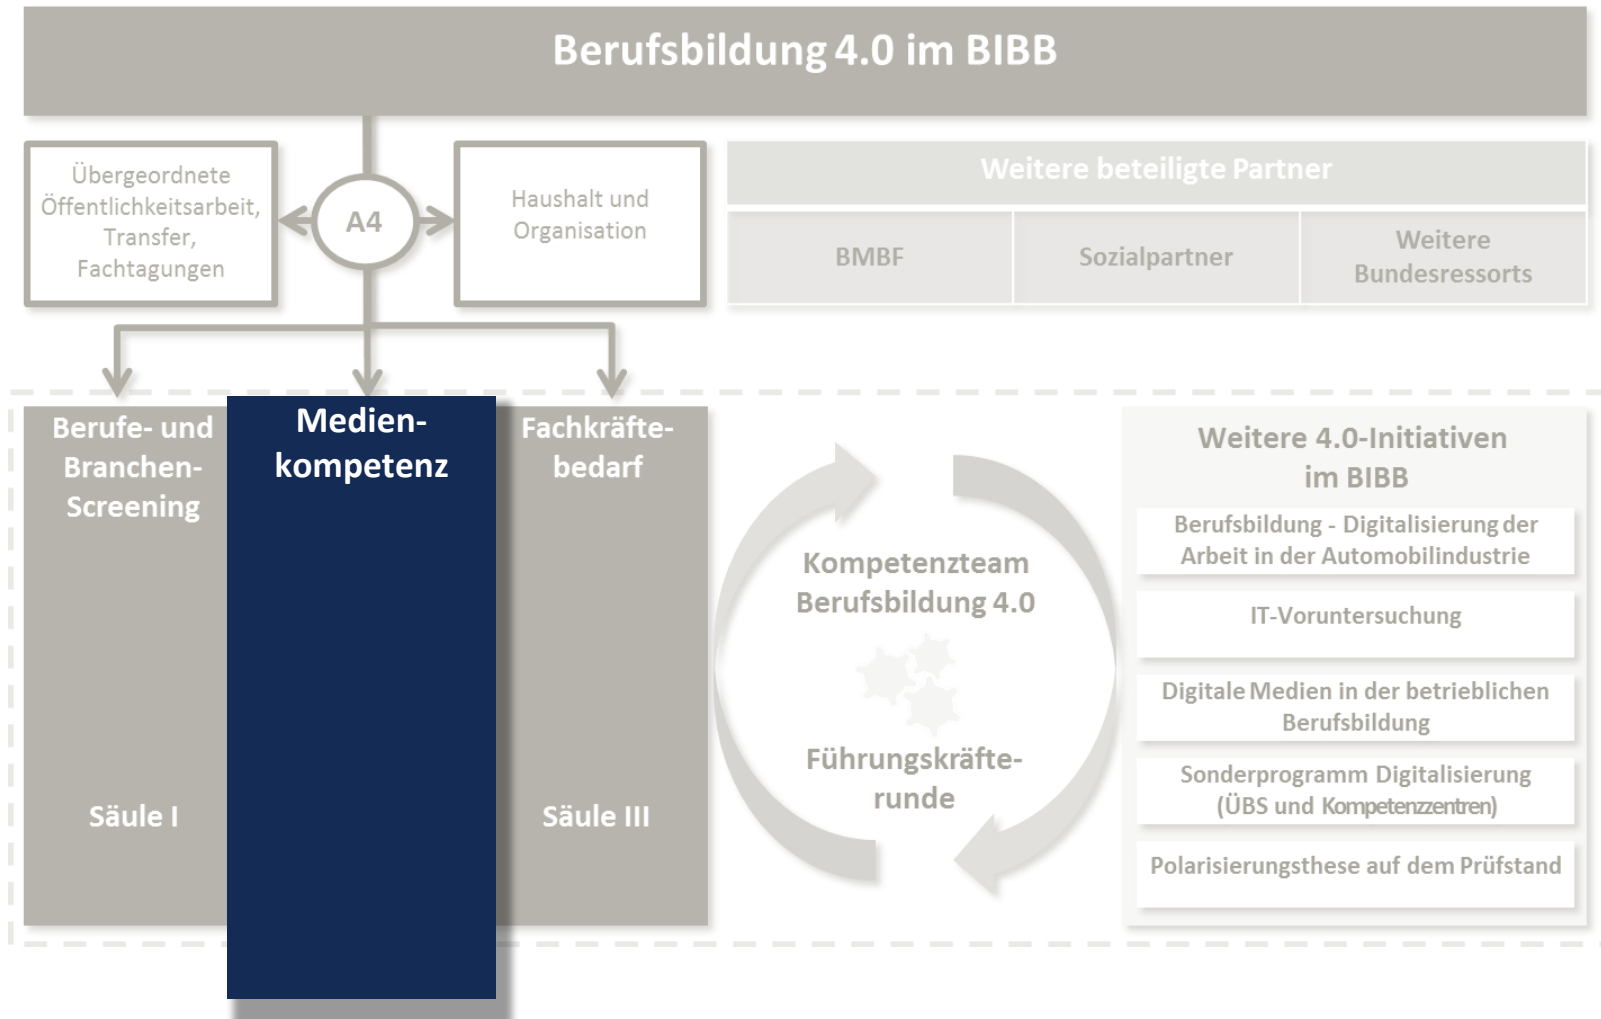 Berufsbildung 4.0 im BIBB
Übergeordnete
Öffentlichkeitsarbeit,
Transfer,
Fachtagungen
A4
Haushalt und
Organisation
Weitere beteiligte Partner
BMBF
Sozialpartner
Weitere
Bundesressorts
Berufe- und
Branchen-
Screening
Säule I
Medien-
kompetenz
Fachkräfte-
bedarf
Säule III
Kompetenzteam
Berufsbildung 4.0
Führungskräfte-
runde
Weitere 4.0-Initiativen
im BIBB
Berufsbildung - Digitalisierung der
Arbeit in der Automobilindustrie
IT-Voruntersuchung
Digitale Medien in der betrieblichen
Berufsbildung
Sonderprogramm Digitalisierung
(ÜBS und Kompetenzzentren)
Polarisierungsthese auf dem Prüfstand